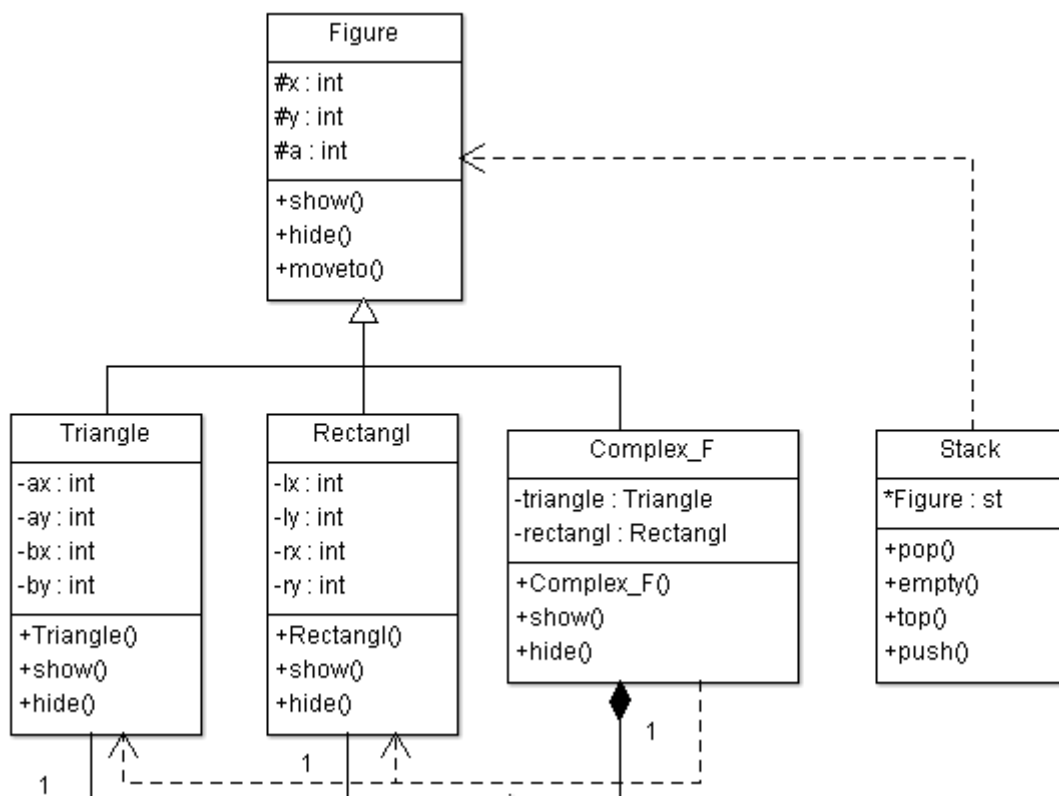 Figure
#x : int
#y : int
#a : int
+show()
+hide()
+moveto()
Triangle
-ax : int
-ay : int
-bx : int
-by : int
+Triangle()
+show()
+hide()
Rectangl
-lx : int
-ly : int
-rx : int
-ry : int
+Rectangl()
+show()
+hide()
Complex_F
-triangle : Triangle
-rectangl : Rectangl
+Complex_F()
+show()
+hide()
Stack
*Figure : st
+pop()
+empty()
+top()
+push()
1
1
1